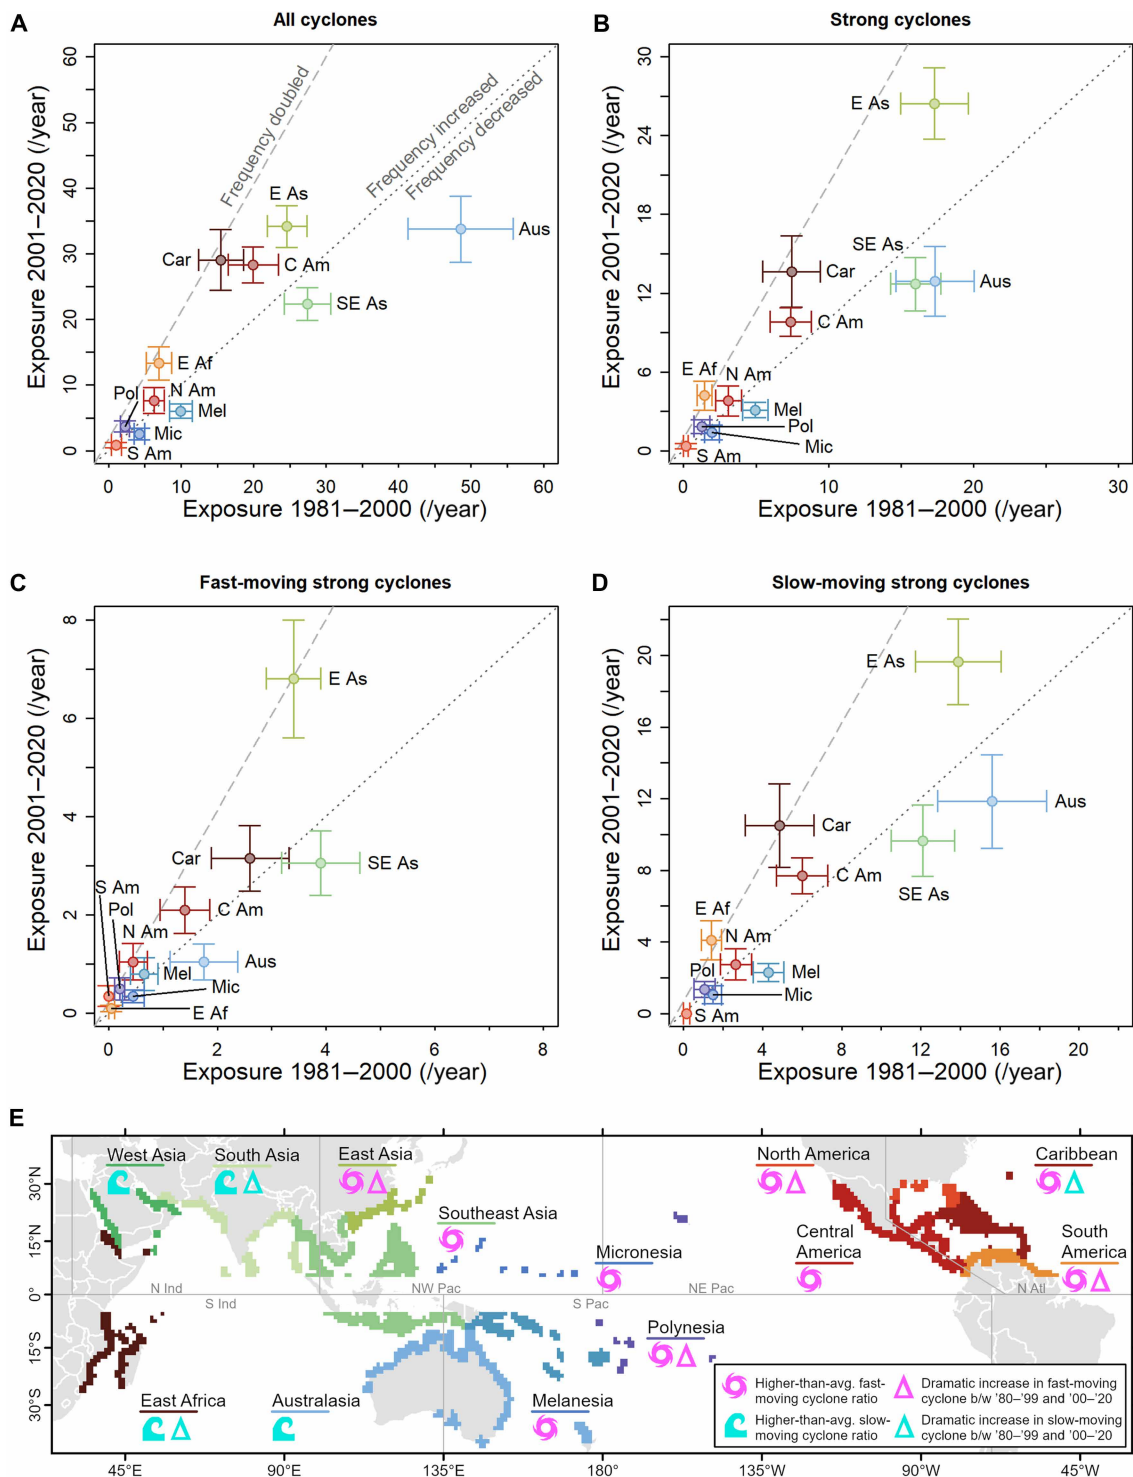 A
All cyclones
Exposure 2001–2020 (/year)
60
50
40
30
20
10
0
Frequency doubled
Frequency increased
Frequency decreased
E As
Aus
Car
C Am
SE As
E Af
N Am
Pol
Mel
Mic
S Am
0 10 20 30 40 50 60
Exposure 1981–2000 (/year)
B
Strong cyclones
Exposure 2001–2020 (/year)
30
24
18
12
6
0
E As
SE As
Car
Aus
C Am
E Af
N Am
Mel
Pol
Mic
S Am
0 10 20 30
Exposure 1981–2000 (/year)
C
Fast-moving strong cyclones
Exposure 2001–2020 (/year)
8
6
4
2
0
E As
Car
SE As
S Am
Pol
C Am
N Am
Aus
Mel
Mic
E Af
0 2 4 6 8
Exposure 1981–2000 (/year)
D
Slow-moving strong cyclones
Exposure 2001–2020 (/year)
20
16
12
8
4
0
E As
Aus
Car
C Am
SE As
E Af
N Am
Pol
Mel
Mic
S Am
0 4 8 12 16 20
Exposure 1981–2000 (/year)
E
West Asia
South Asia
East Asia
North America
Caribbean
Southeast Asia
Micronesia
Central
America
South
America
Polynesia
East Africa
Australasia
Melanesia
N Ind
S Ind
NW Pac
S Pac
NE Pac
N Atl
30°N
15°N
0°
15°S
30°S
45°E 90°E 135°E 180° 135°W 90°W 45°W
Higher-than-avg. fast-
moving cyclone ratio
Dramatic increase in fast-moving
cyclone b/w '80–'99 and '00–'20
Higher-than-avg. slow-
moving cyclone ratio
Dramatic increase in slow-moving
cyclone b/w '80–'99 and '00–'20